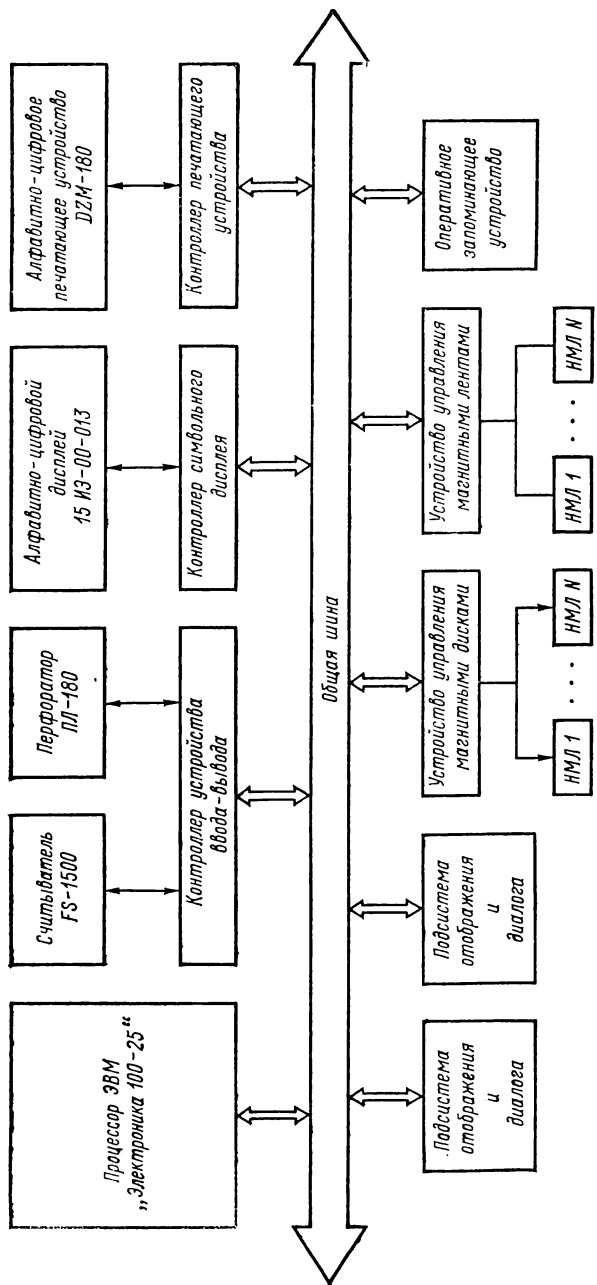 Процессор ЭВМ
„Электроника 100-25“
Считыватель
FS-1500
Перфоратор
ПЛ-180
Контроллер устройства
ввода-вывода
Алфавитно-цифровой
дисплей
15 ИЭ-00-013
Контроллер символьного
дисплея
Алфавитно-цифровое
печатающее устройство
DZM-180
Контроллер печатающего
устройства
Общая шина
Подсистема
отображения
и
диалога
Подсистема
отображения
и
диалога
Устройство управления
магнитными дисками
НМЛ 1
. . . .
НМЛ N
Устройство управления
магнитными лентами
НМЛ 1
. . . .
НМЛ N
Оперативное
запоминающее
устройство